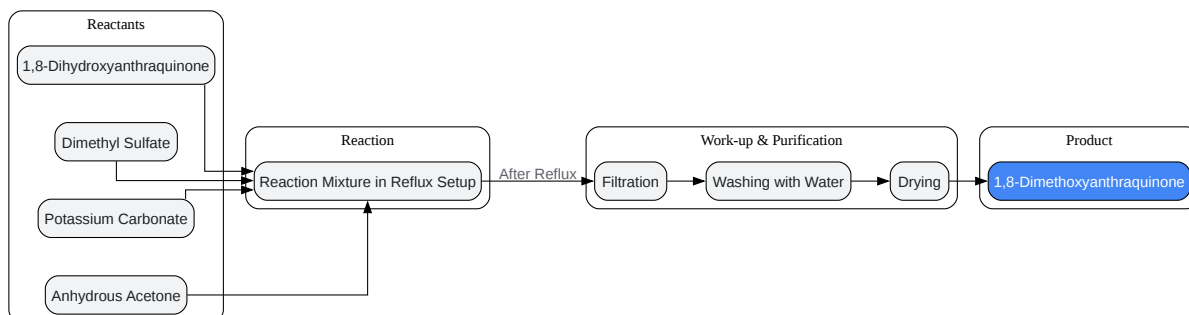 Reactants
1,8-Dihydroxyanthraquinone
Dimethyl Sulfate
Potassium Carbonate
Anhydrous Acetone
Reaction
Reaction Mixture in Reflux Setup
After Reflux
Work-up & Purification
Filtration
Washing with Water
Drying
Product
1,8-Dimethoxyanthraquinone